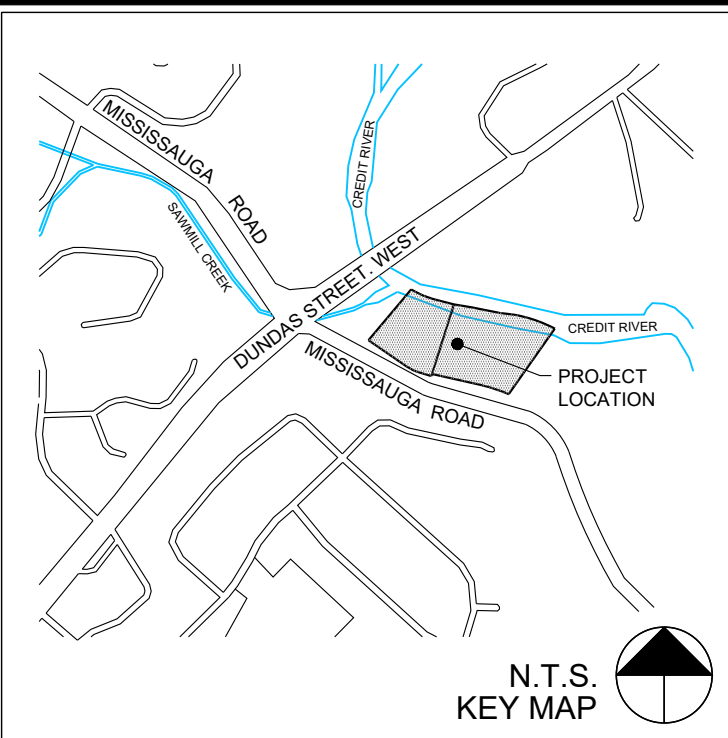 MISSISSAUGA ROAD
CREDIT RIVER
SAWMILL CREEK
DUNDAS STREET. WEST
CREDIT RIVER
MISSISSAUGA ROAD
PROJECT
LOCATION
N.T.S.
KEY MAP